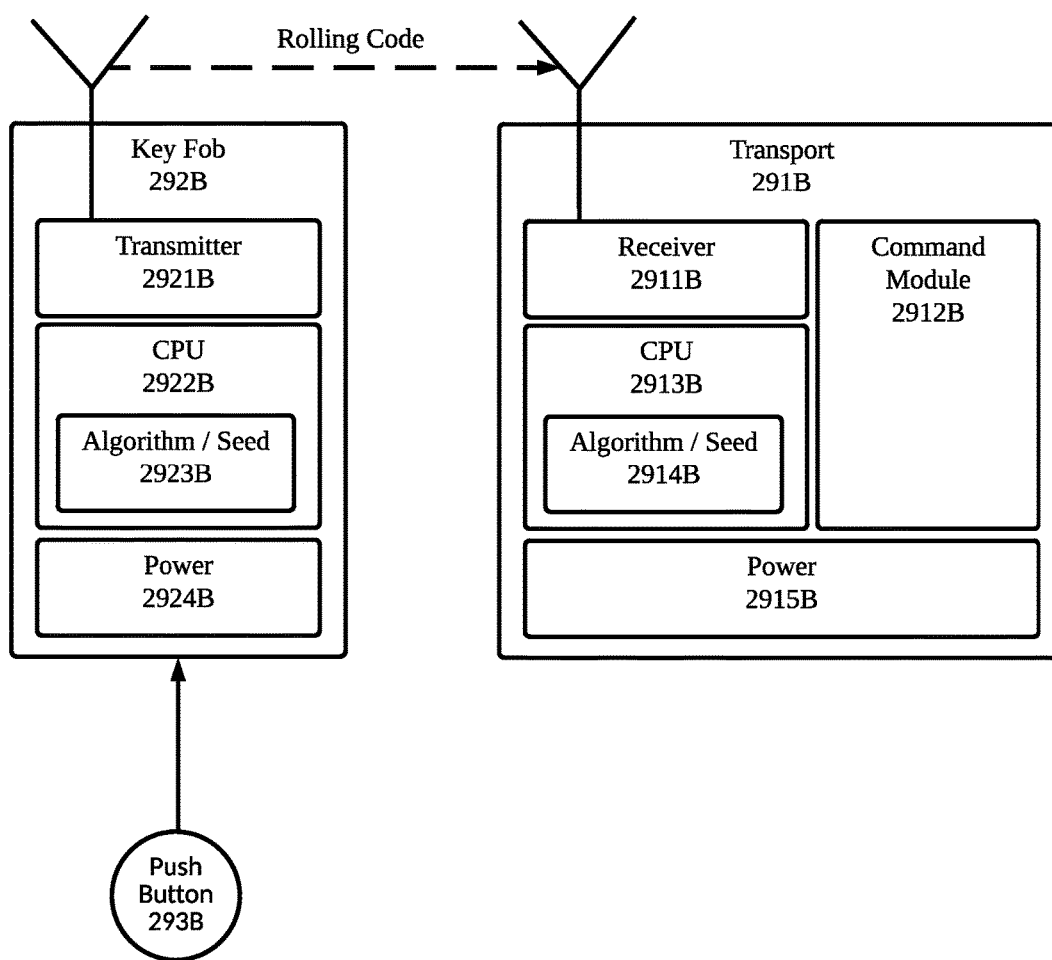 Rolling Code
Key Fob
292B
Transmitter
2921B
CPU
2922B
Algorithm / Seed
2923B
Power
2924B
Push
Button
293B
Transport
291B
Receiver
2911B
Command
Module
2912B
CPU
2913B
Algorithm / Seed
2914B
Power
2915B